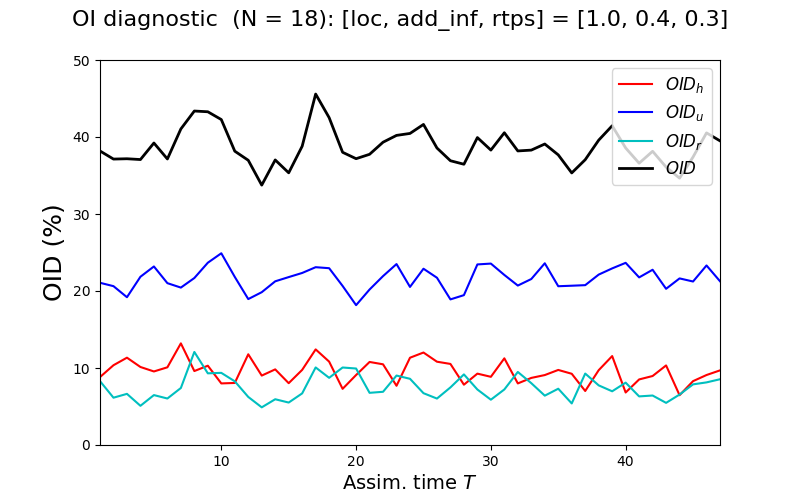 OI diagnostic  (N = 18): [loc, add_inf, rtps] = [1.0, 0.4, 0.3]
50
40
30
20
10
0
OID (%)
OID_h
OID_u
OID_r
OID
10 20 30 40
Assim. time T